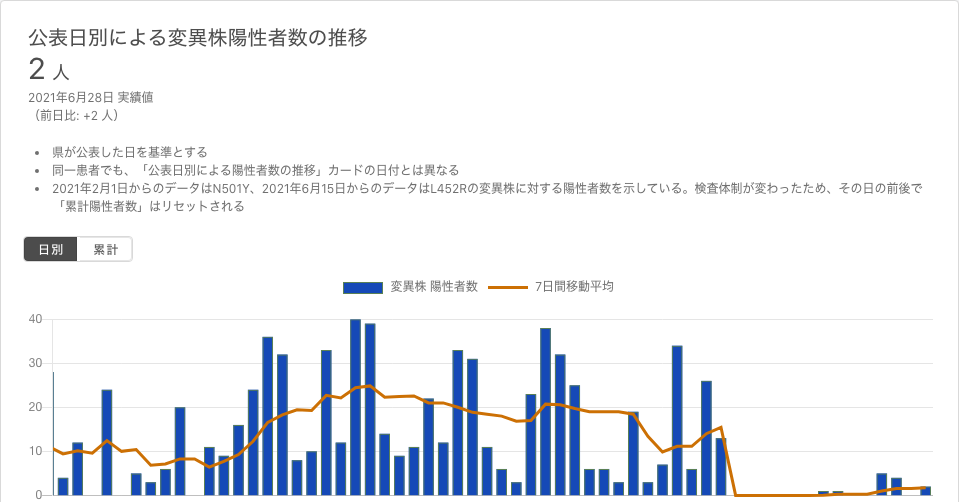 公表日別による変異株陽性者数の推移
2 人
2021年6月28日 実績値
（前日比: +2 人）
• 県が公表した日を基準とする
• 同一患者でも、「公表日別による陽性者数の推移」カードの日付とは異なる
• 2021年2月1日からのデータはN501Y、2021年6月15日からのデータはL452Rの変異株に対する陽性者数を示している。検査体制が変わったため、その日の前後で
「累計陽性者数」はリセットされる
日別 累計
変異株 陽性者数 7日間移動平均
40
30
20
10
0